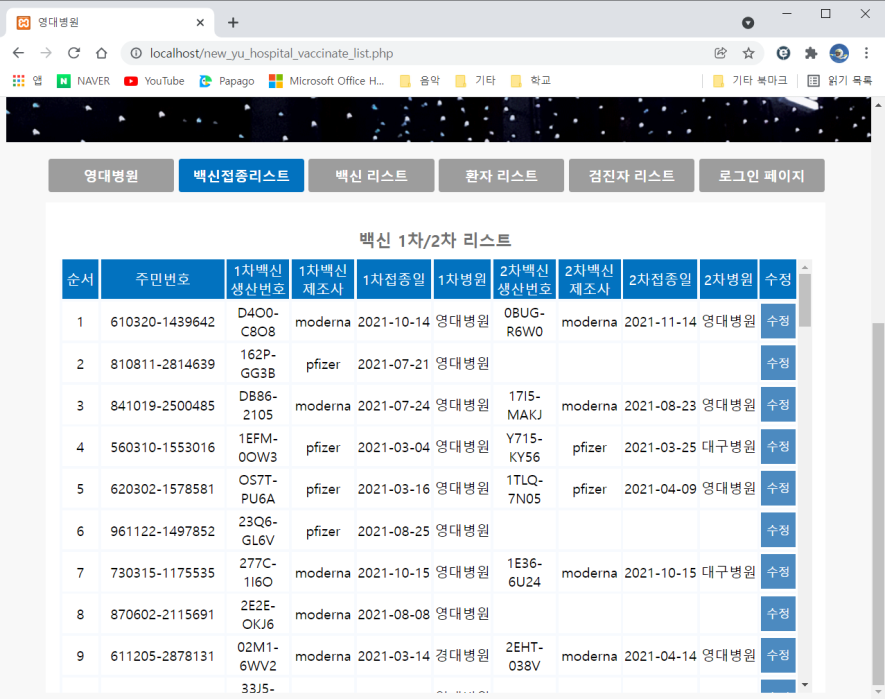 영대병원
localhost/new_yu_hospital_vaccinate_list.php
앱 NAVER YouTube Papago Microsoft Office H... 음악 기타 학교 기타 북마크 읽기 목록
영대병원 백신접종리스트 백신 리스트 환자 리스트 검진자 리스트 로그인 페이지
백신 1차/2차 리스트
순서 주민번호 1차백신 생산번호 1차백신 제조사 1차접종일 1차병원 2차백신 생산번호 2차백신 제조사 2차접종일 2차병원 수정
1 610320-1439642 D4O0-C8O8 moderna 2021-10-14 영대병원 0BUG-R6W0 moderna 2021-11-14 영대병원 수정
2 810811-2814639 162P-GG3B pfizer 2021-07-21 영대병원 수정
3 841019-2500485 DB86-2105 moderna 2021-07-24 영대병원 17I5-MAKJ moderna 2021-08-23 영대병원 수정
4 560310-1553016 1EFM-0OW3 pfizer 2021-03-04 영대병원 Y715-KY56 pfizer 2021-03-25 대구병원 수정
5 620302-1578581 OS7T-PU6A pfizer 2021-03-16 영대병원 1TLQ-7N05 pfizer 2021-04-09 영대병원 수정
6 961122-1497852 23Q6-GL6V pfizer 2021-08-25 영대병원 수정
7 730315-1175535 277C-1I6O moderna 2021-10-15 영대병원 1E36-6U24 moderna 2021-10-15 대구병원 수정
8 870602-2115691 2E2E-OKJ6 moderna 2021-08-08 영대병원 수정
9 611205-2878131 02M1-6WV2 moderna 2021-03-14 경대병원 2EHT-038V moderna 2021-04-14 영대병원 수정
33J5-